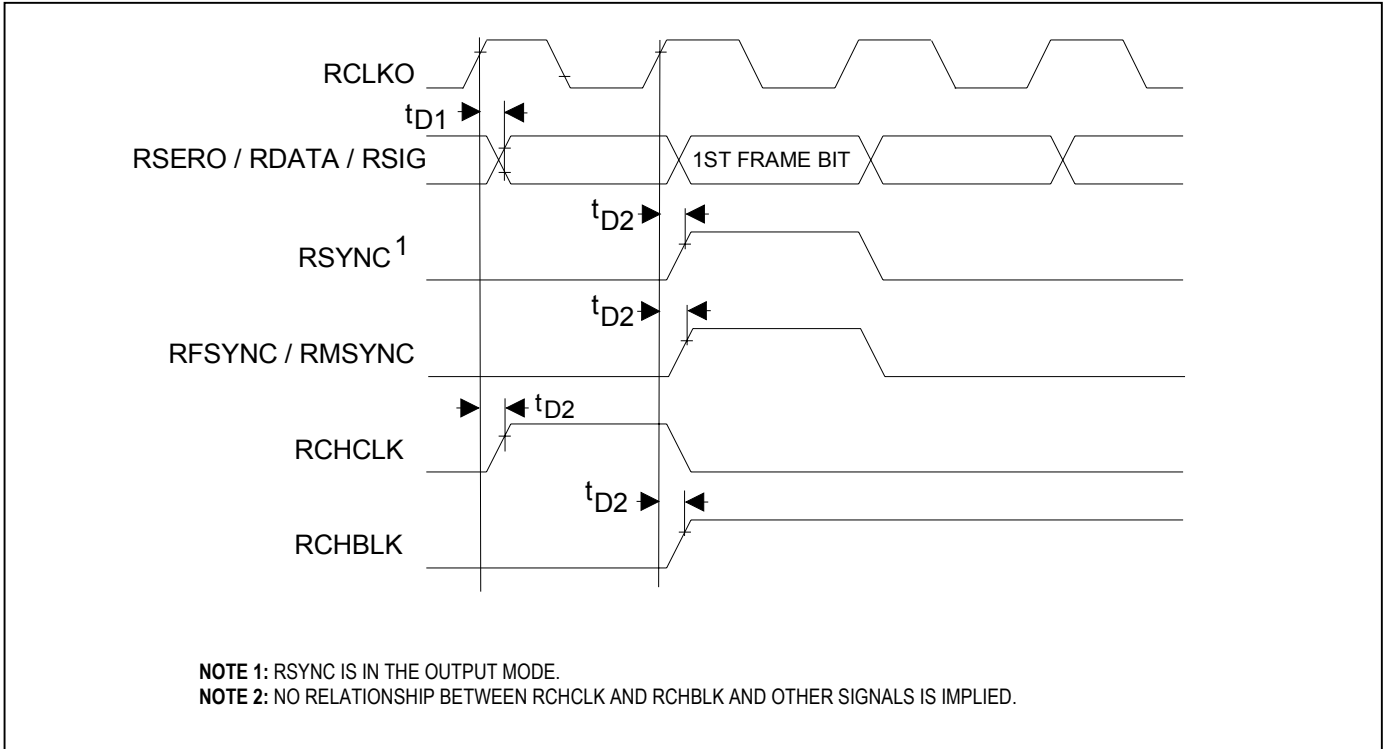 RCLKO
tD1
RSERO / RDATA / RSIG
1ST FRAME BIT
tD2
RSYNC 1
tD2
RFSYNC / RMSYNC
tD2
RCHCLK
tD2
RCHBLK
NOTE 1: RSYNC IS IN THE OUTPUT MODE.
NOTE 2: NO RELATIONSHIP BETWEEN RCHCLK AND RCHBLK AND OTHER SIGNALS IS IMPLIED.